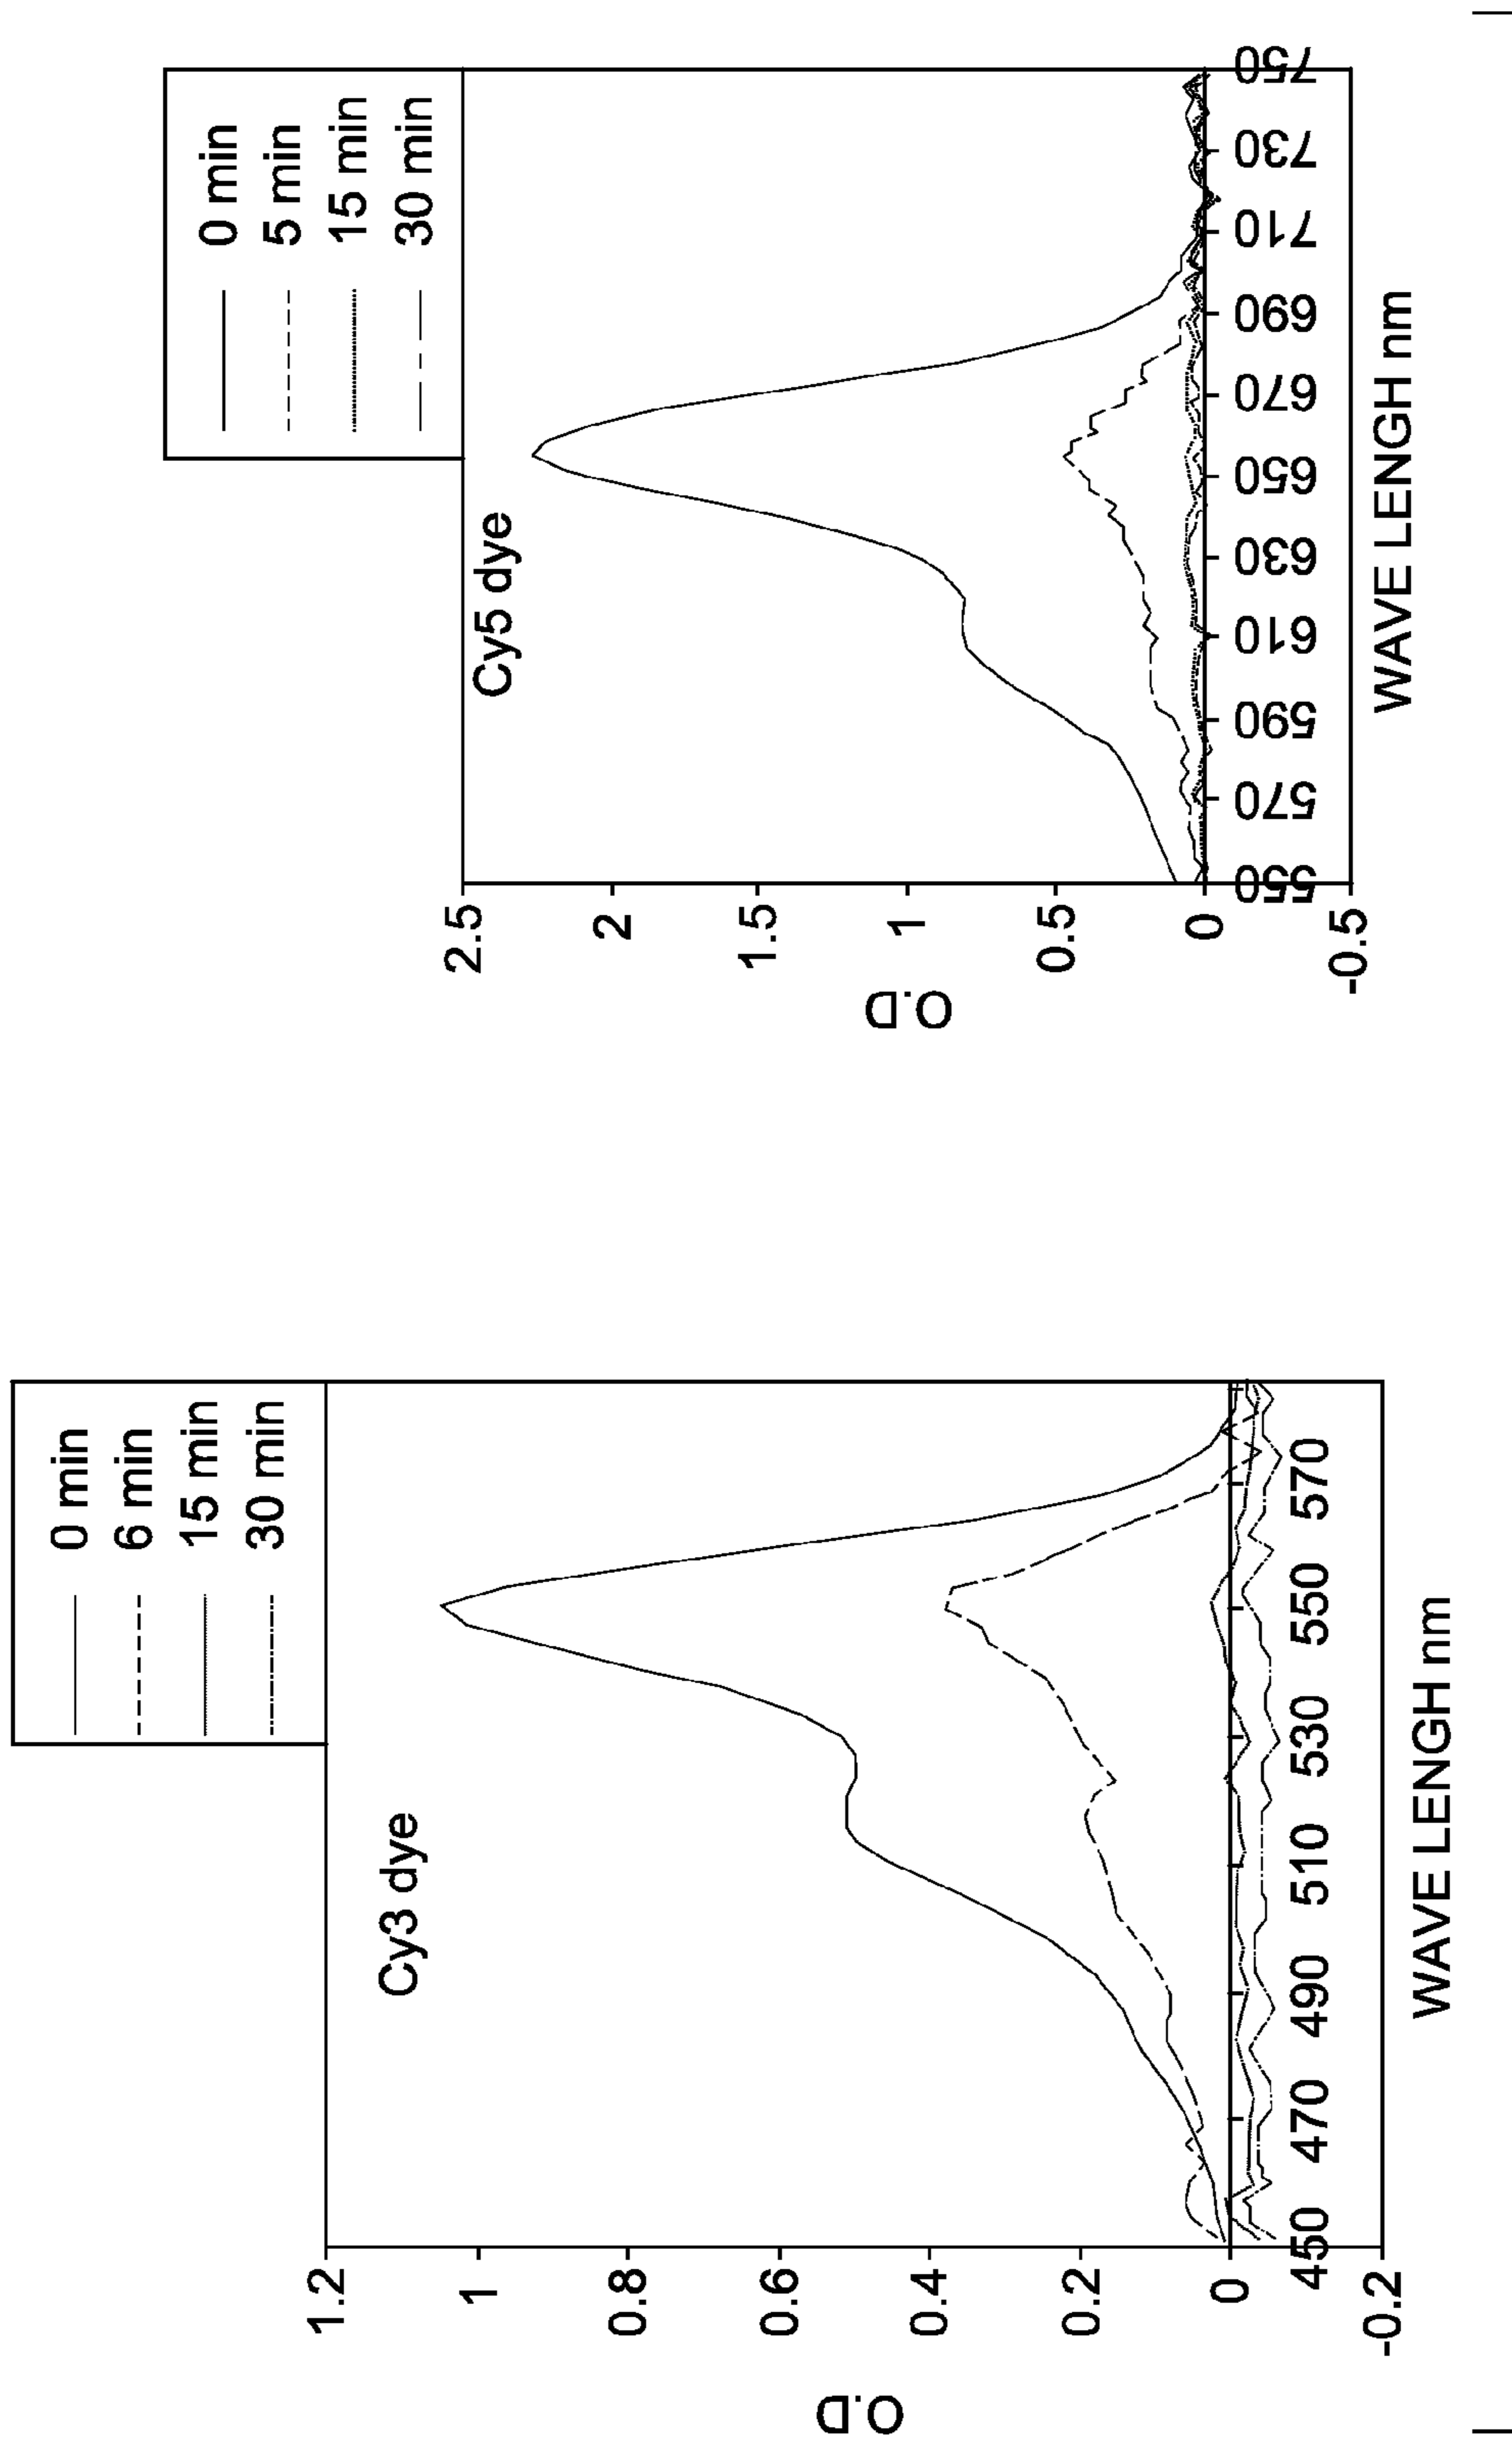 0 min
6 min
15 min
30 min
Cy3 dye
O.D
1.2
1
0.8
0.6
0.4
0.2
0
-0.2
450 470 490 510 530 550 570
WAVE LENGH nm
0 min
5 min
15 min
30 min
Cy5 dye
O.D
2.5
2
1.5
1
0.5
0
-0.5
550 570 590 610 630 650 670 690 710 730 750
WAVE LENGH nm